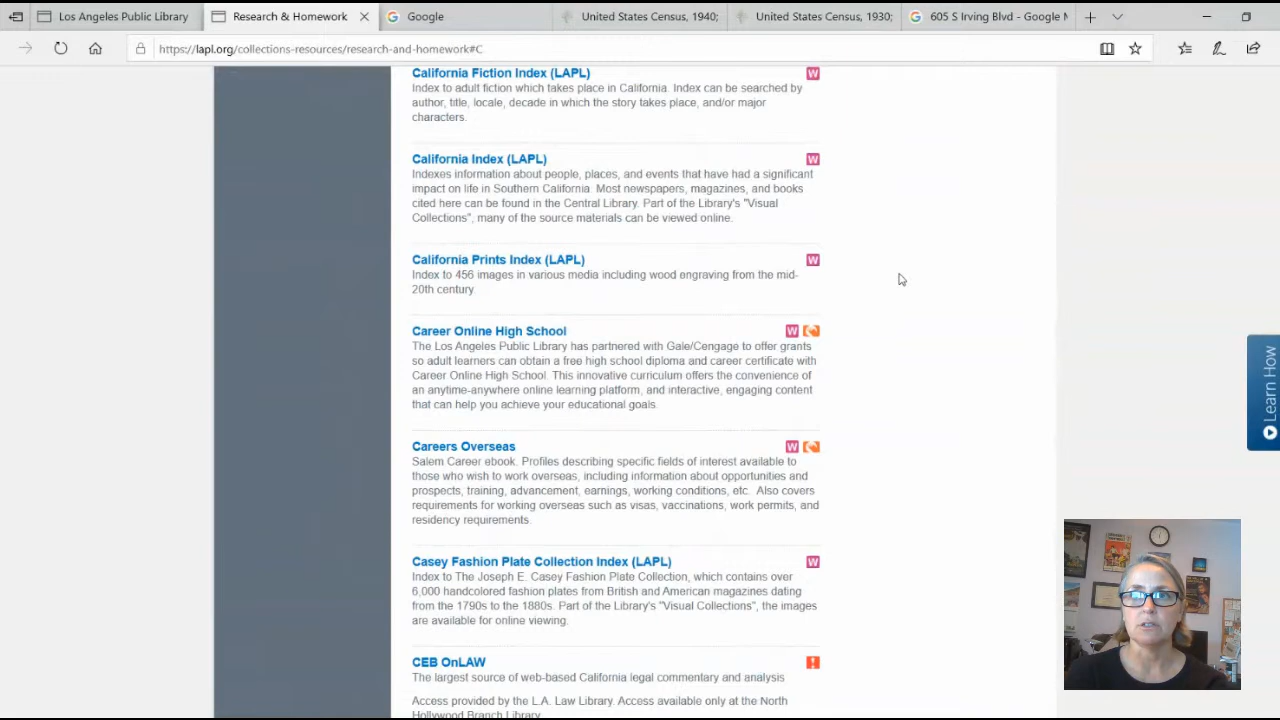 Los Angeles Public Library
Research & Homework
Google
United States Census, 1940;
United States Census, 1930;
605 S Irving Blvd - Google M
https://lapl.org/collections-resources/research-and-homework#C
California Fiction Index (LAPL)
W
Index to adult fiction which takes place in California. Index can be searched by
author, title, locale, decade in which the story takes place, and/or major
characters.
California Index (LAPL)
W
Indexes information about people, places, and events that have had a significant
impact on life in Southern California. Most newspapers, magazines, and books
cited here can be found in the Central Library. Part of the Library's "Visual
Collections", many of the source materials can be viewed online.
California Prints Index (LAPL)
W
Index to 456 images in various media including wood engraving from the mid-
20th century.
Career Online High School
W
The Los Angeles Public Library has partnered with Gale/Cengage to offer grants
so adult learners can obtain a free high school diploma and career certificate with
Career Online High School. This innovative curriculum offers the convenience of
an anytime-anywhere online learning platform, and interactive, engaging content
that can help you achieve your educational goals.
Careers Overseas
W
Salem Career ebook. Profiles describing specific fields of interest available to
those who wish to work overseas, including information about opportunities and
prospects, training, advancement, earnings, working conditions, etc. Also covers
requirements for working overseas such as visas, vaccinations, work permits, and
residency requirements.
Casey Fashion Plate Collection Index (LAPL)
W
Index to The Joseph E. Casey Fashion Plate Collection, which contains over
6,000 handcolored fashion plates from British and American magazines dating
from the 1790s to the 1880s. Part of the Library's "Visual Collections", the images
are available for online viewing.
CEB OnLAW
!
The largest source of web-based California legal commentary and analysis
Access provided by the L.A. Law Library. Access available only at the North
Hollywood Branch Library.
Learn How